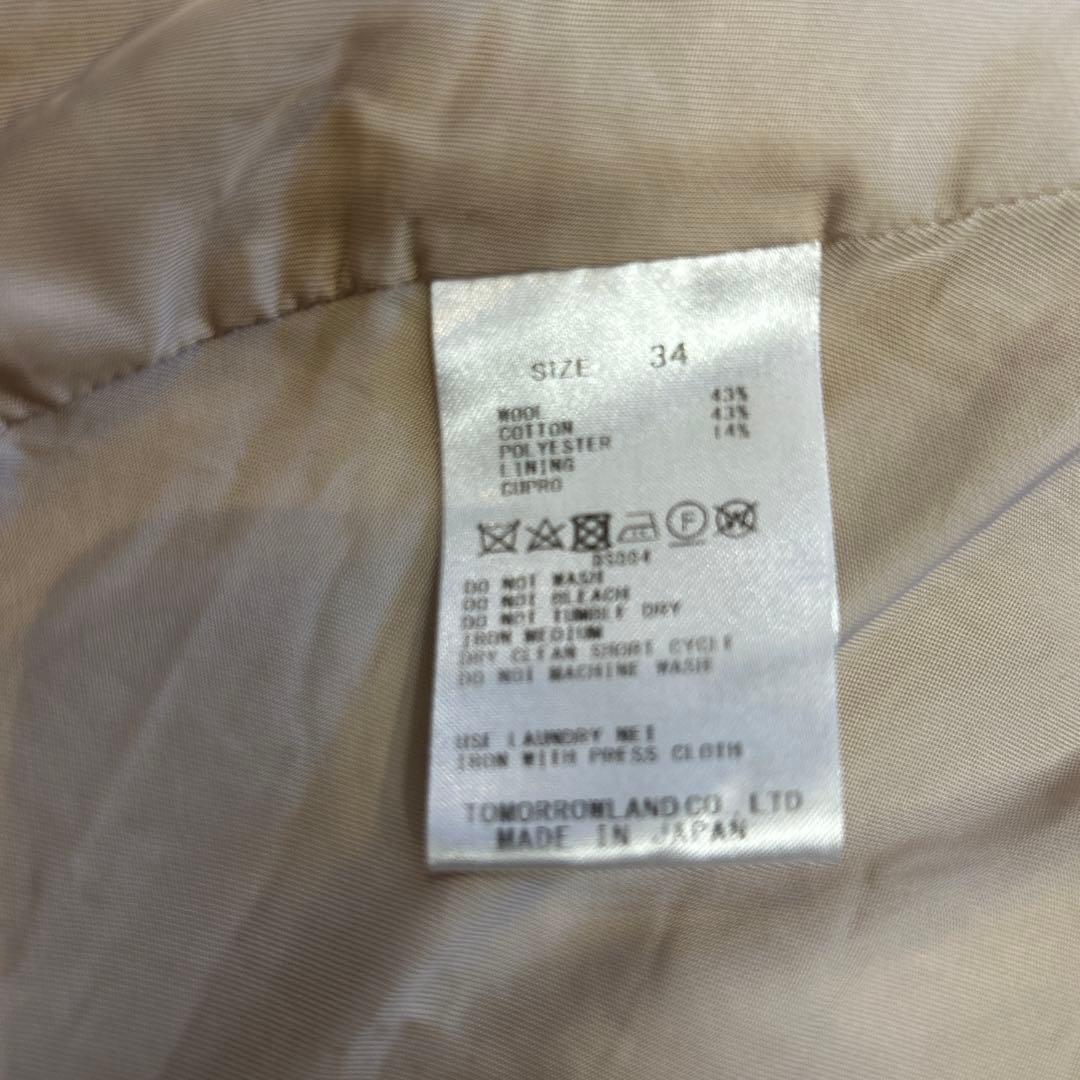 SIZE 34
WOOL 43%
COTTON 43%
POLYESTER 14%
LINING
CUPRO
F W
DS004
DO NOT WASH
DO NOT BLEACH
DO NOT TUMBLE DRY
IRON MEDIUM
DRY CLEAN SHORT CYCLE
DO NOT MACHINE WASH
USE LAUNDRY NET
IRON WITH PRESS CLOTH
TOMORROWLAND CO.,LTD
MADE IN JAPAN